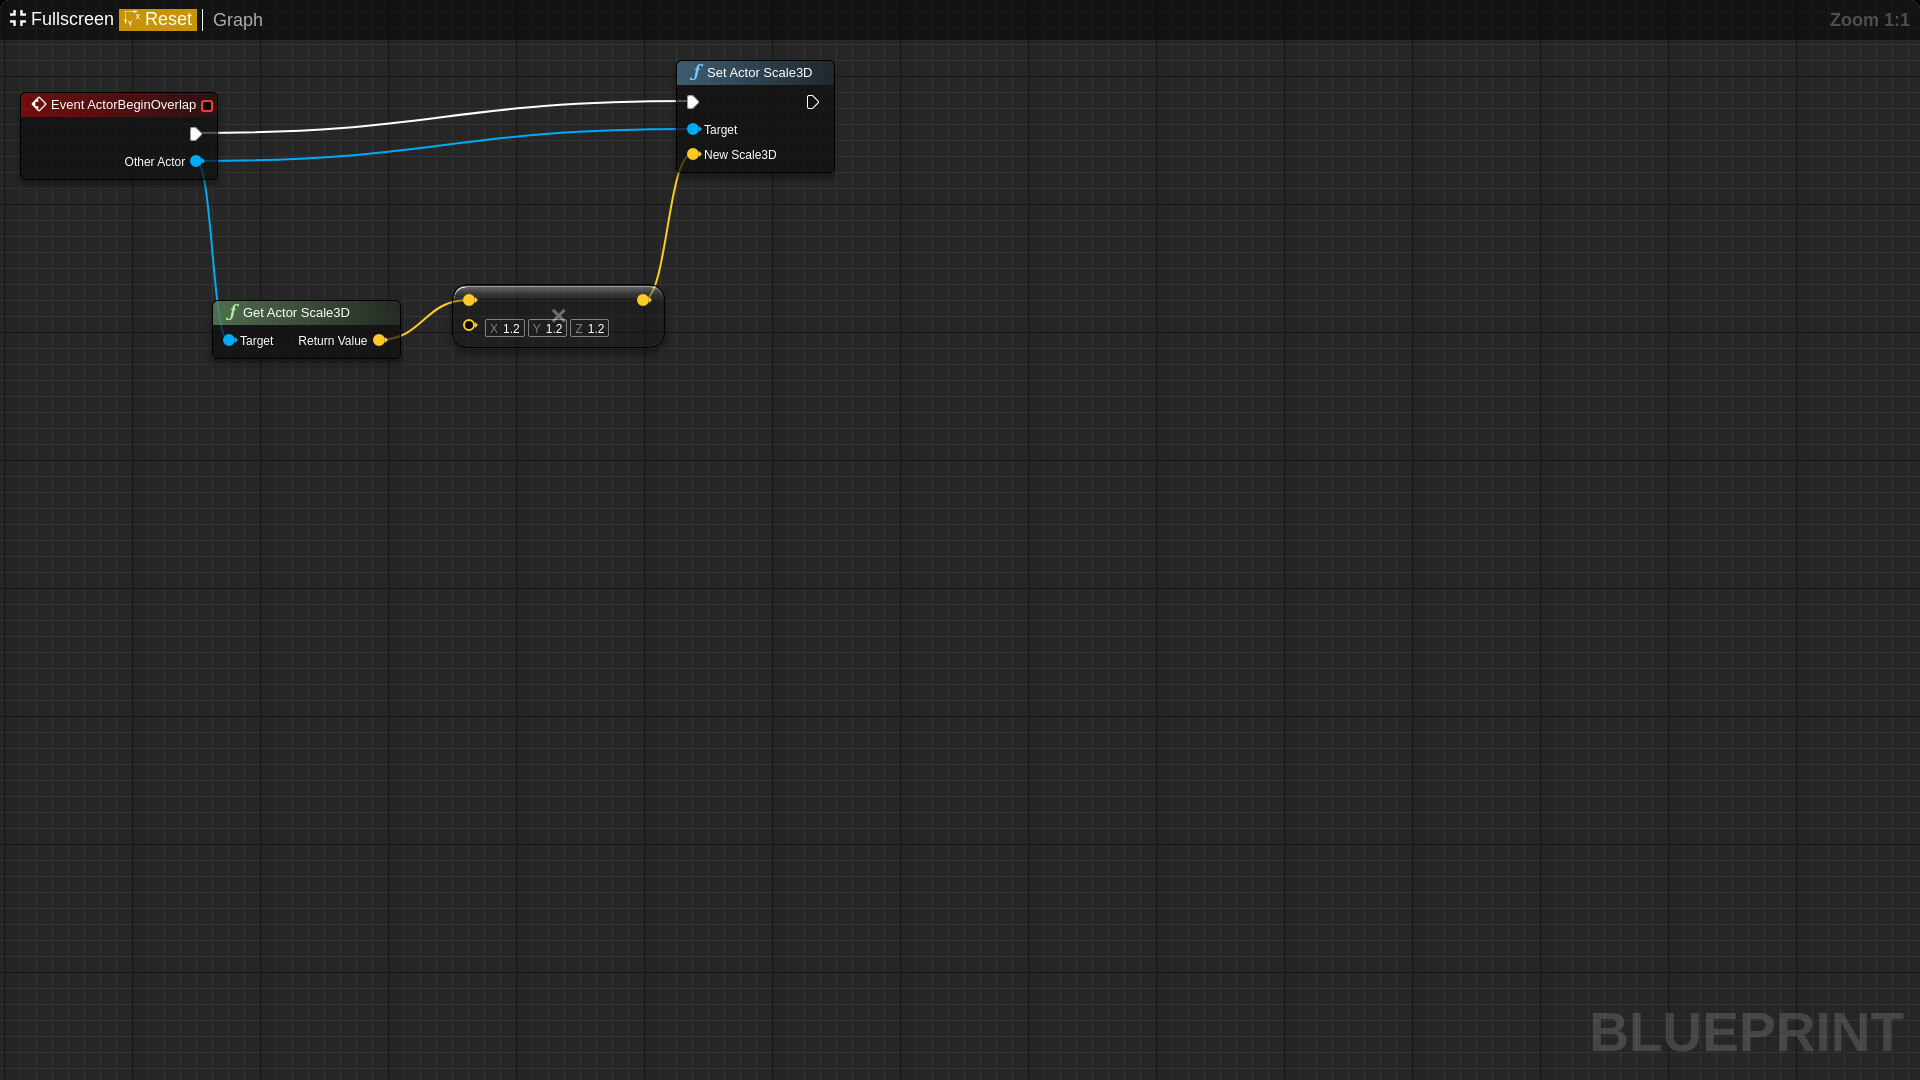 Fullscreen Reset Graph Zoom 1:1
Set Actor Scale3D
Target
New Scale3D
Event ActorBeginOverlap
Other Actor
Get Actor Scale3D
Target Return Value
X 1.2 Y 1.2 Z 1.2
BLUEPRINT